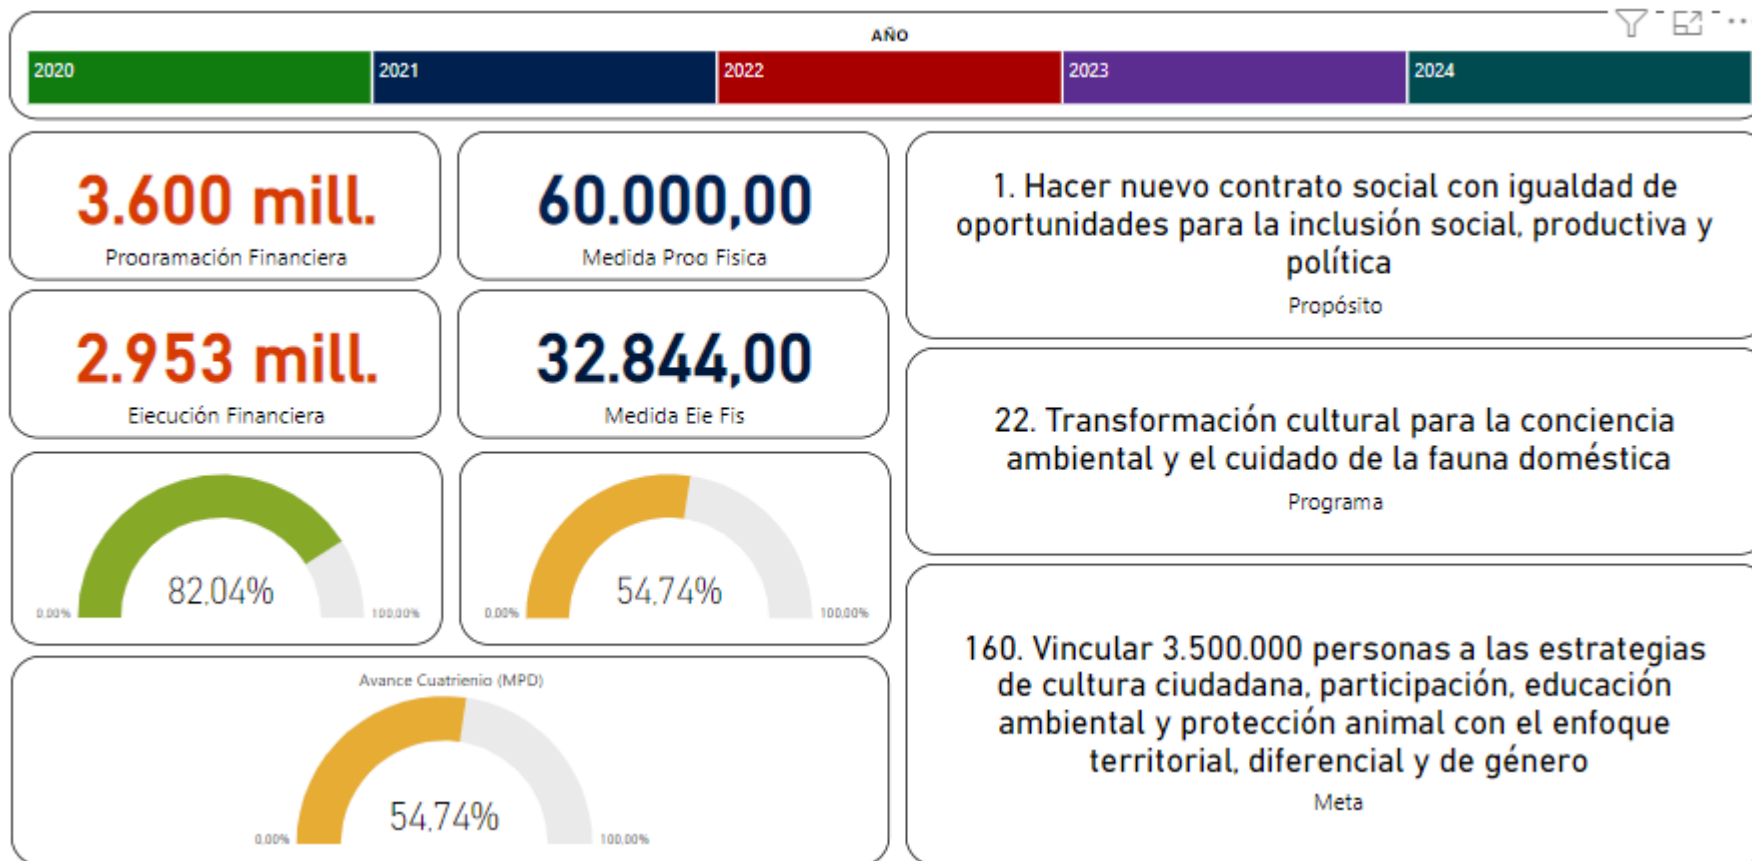 AÑO
2020 2021 2022 2023 2024
3.600 mill.
Programación Financiera
60.000,00
Medida Prog Fisica
1. Hacer nuevo contrato social con igualdad de
oportunidades para la inclusión social, productiva y
política
Propósito
2.953 mill.
Ejecución Financiera
32.844,00
Medida Eje Fis
22. Transformación cultural para la conciencia
ambiental y el cuidado de la fauna doméstica
Programa
82,04%
0,00% 100,00%
54,74%
0,00% 100,00%
160. Vincular 3.500.000 personas a las estrategias
de cultura ciudadana, participación, educación
ambiental y protección animal con el enfoque
territorial, diferencial y de género
Meta
Avance Cuatrienio (MPD)
54,74%
0,00% 100,00%